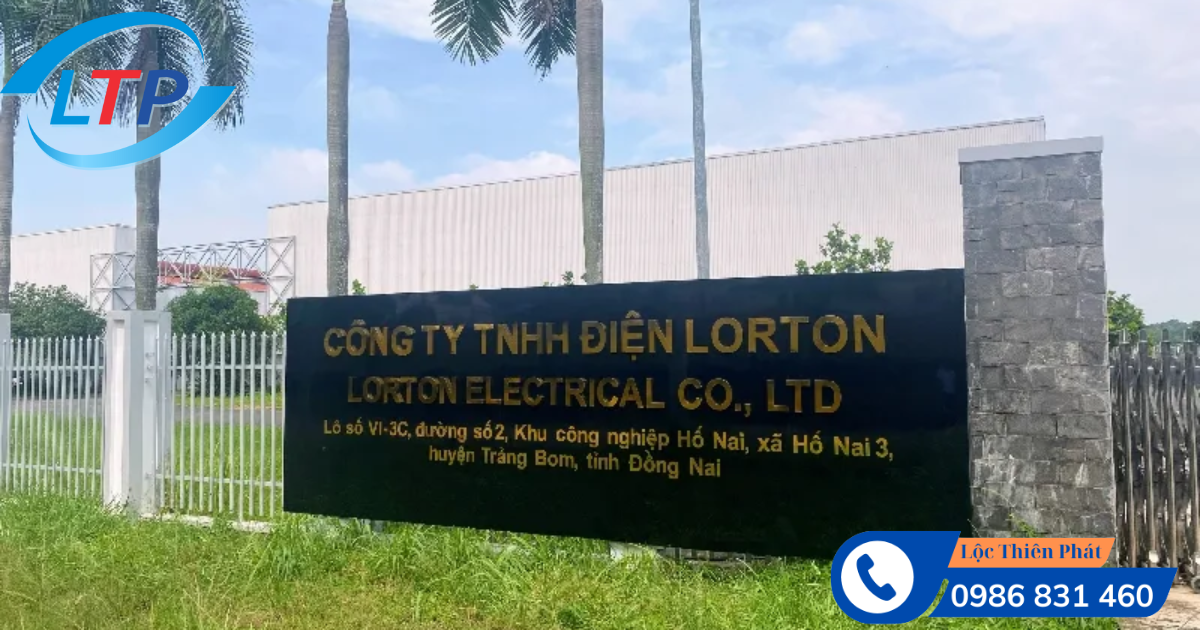 LTP
CÔNG TY TNHH ĐIỆN LORTON
LORTON ELECTRICAL CO., LTD
Lô số VI-3C, đường số 2, Khu công nghiệp Hố Nai, xã Hố Nai 3,
huyện Trảng Bom, tỉnh Đồng Nai
Lộc Thiên Phát
0986 831 460